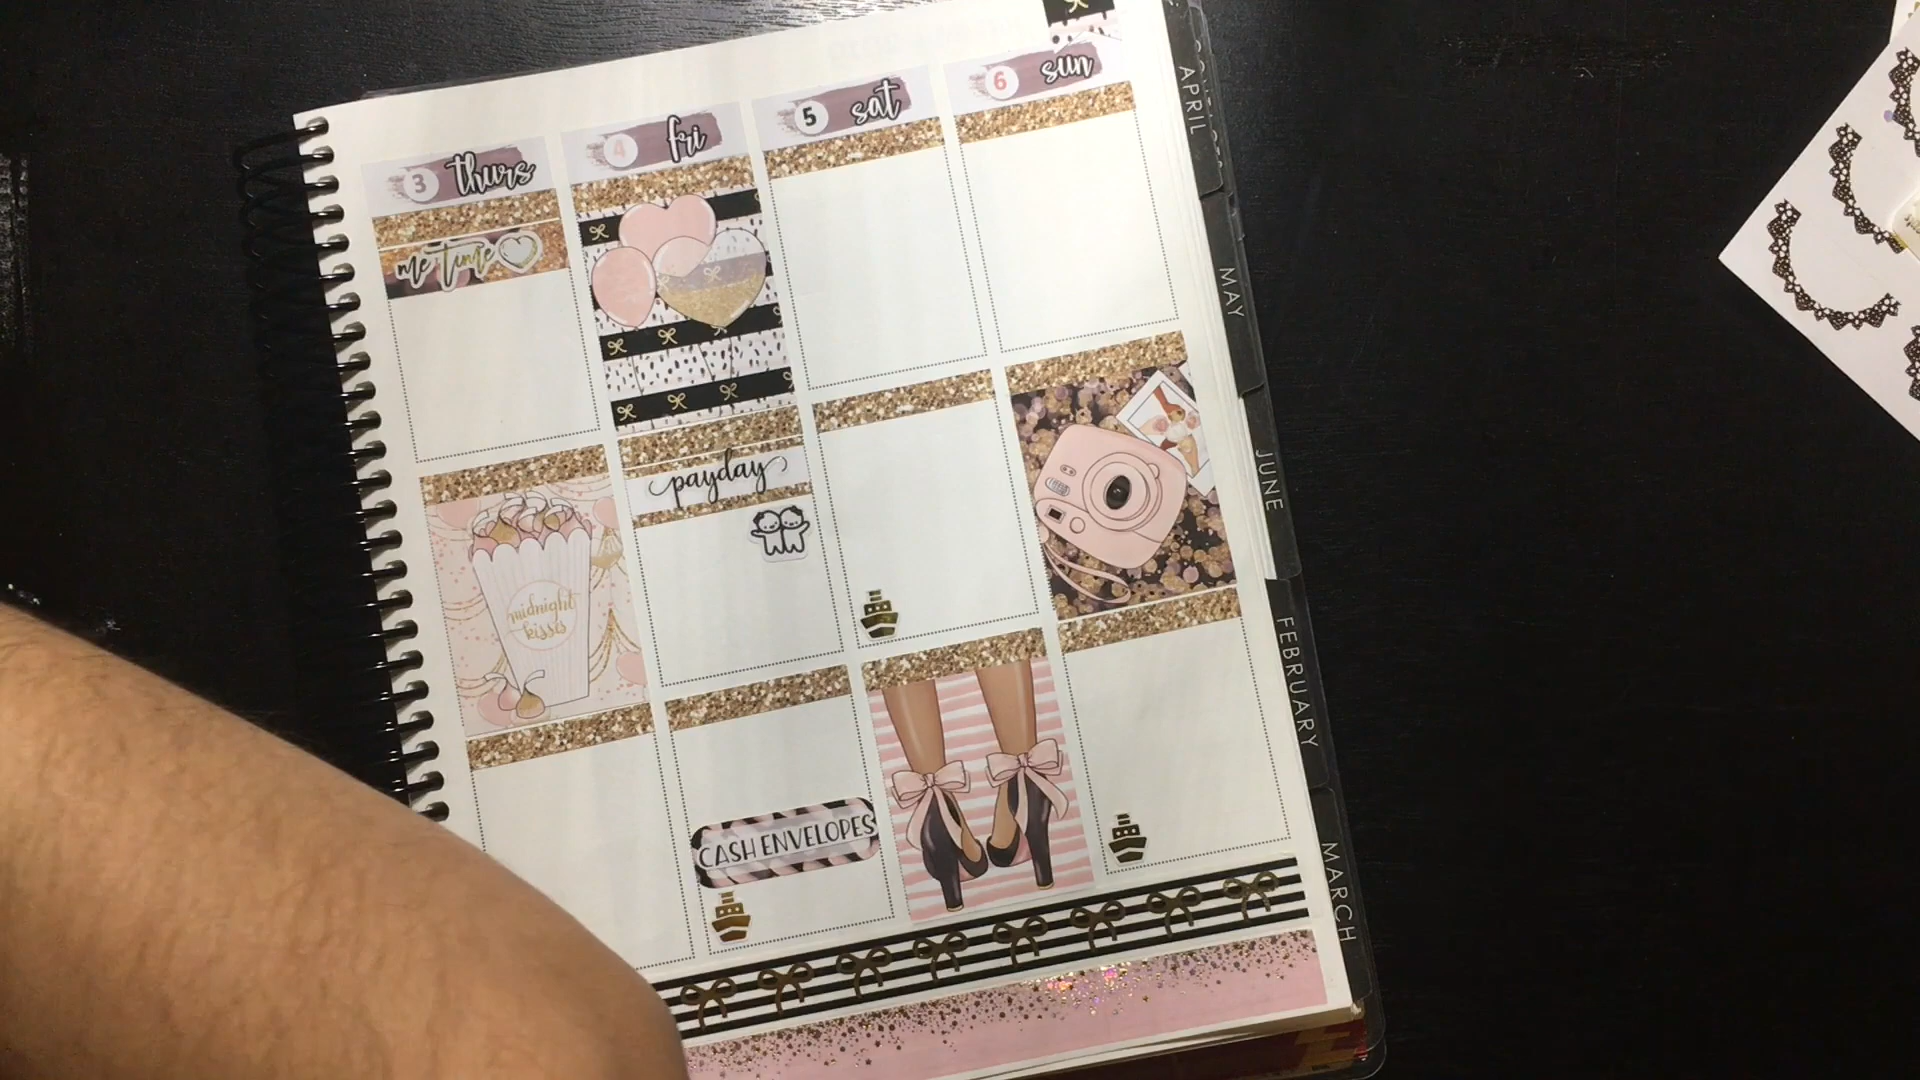 3 thurs
4 fri
5 sat
6 sun
me time
payday
midnight
kisses
CASH ENVELOPES
APRIL
MAY
JUNE
FEBRUARY
MARCH